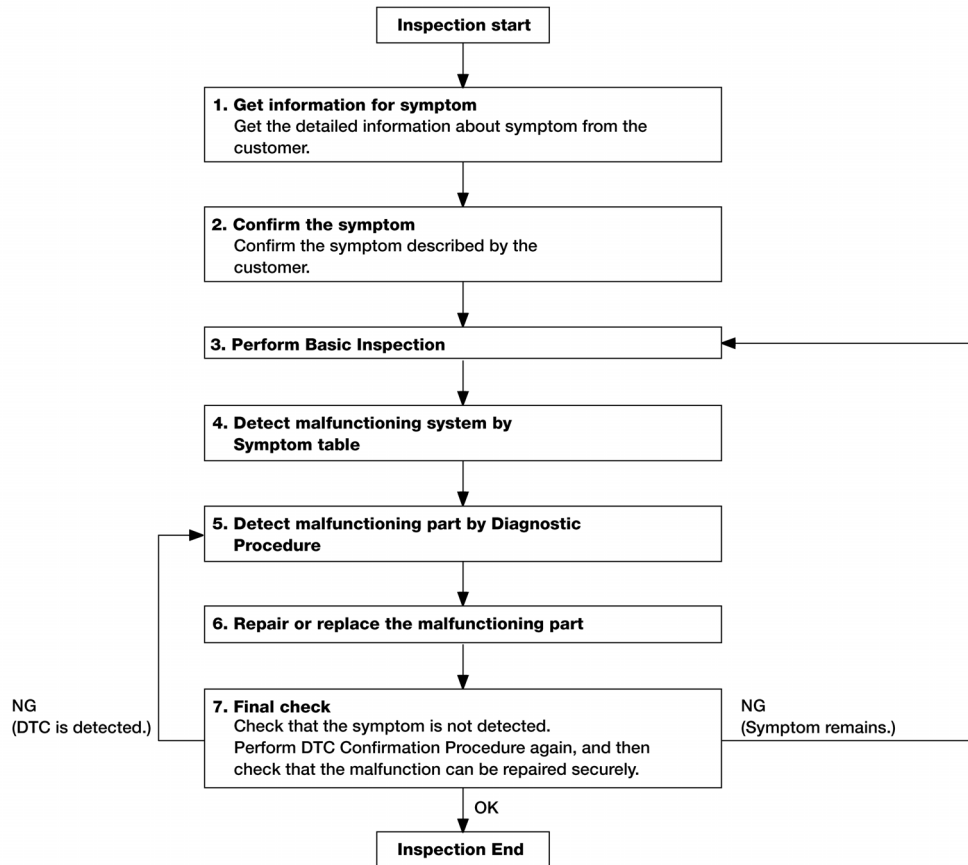 Inspection start
1. Get information for symptom
Get the detailed information about symptom from the
customer.
2. Confirm the symptom
Confirm the symptom described by the
customer.
3. Perform Basic Inspection
4. Detect malfunctioning system by
Symptom table
5. Detect malfunctioning part by Diagnostic
Procedure
6. Repair or replace the malfunctioning part
NG
(DTC is detected.)
7. Final check
Check that the symptom is not detected.
Perform DTC Confirmation Procedure again, and then
check that the malfunction can be repaired securely.
NG
(Symptom remains.)
OK
Inspection End